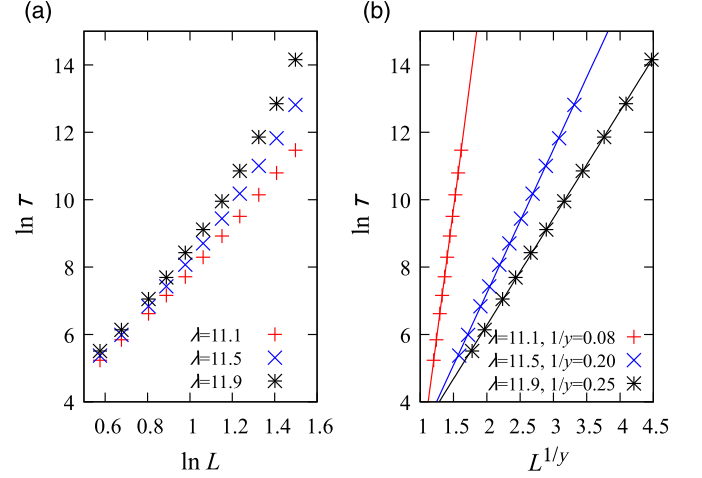 (a)
14
12
10
8
6
4
ln 𝒯
λ=11.1
λ=11.5
λ=11.9
0.6 0.8 1 1.2 1.4 1.6
ln L
(b)
14
12
10
8
6
4
ln 𝒯
λ=11.1, 1/y=0.08
λ=11.5, 1/y=0.20
λ=11.9, 1/y=0.25
1 1.5 2 2.5 3 3.5 4 4.5
L^{1/y}